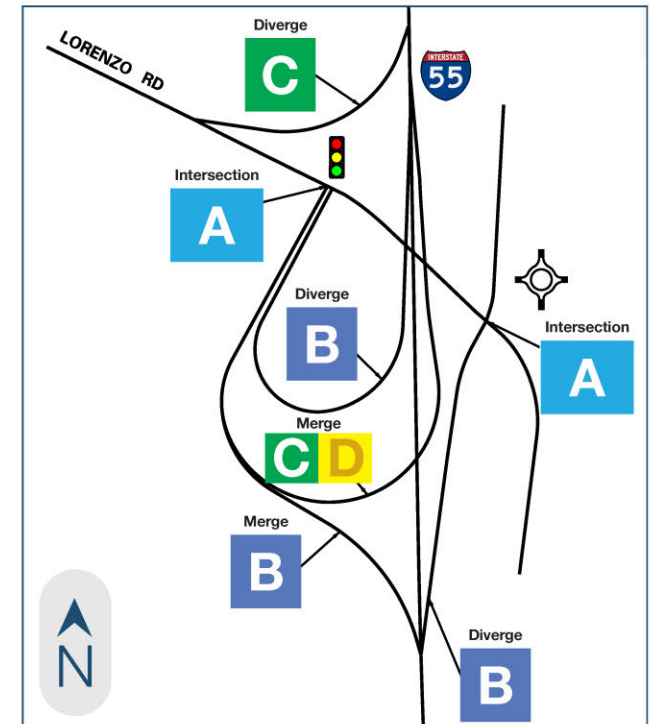 Diverge
C
LORENZO RD
INTERSTATE
55
Intersection
A
Diverge
B
Intersection
A
Merge
C D
Merge
B
Diverge
B
N